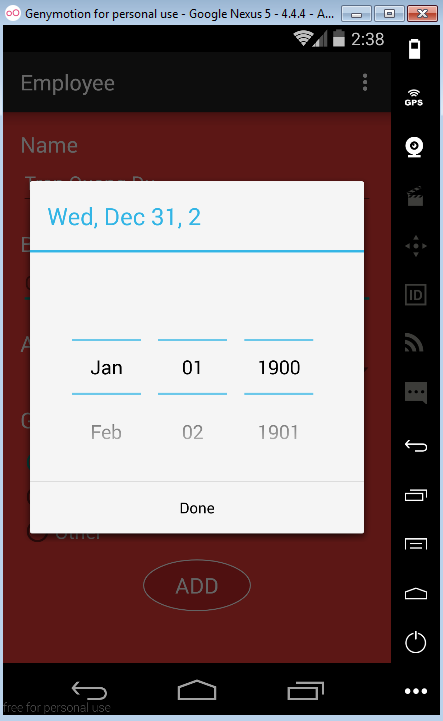 Genymotion for personal use - Google Nexus 5 - 4.4.4 - A...
2:38
Employee
GPS
Name
Wed, Dec 31, 2
ID
Jan 01 1900
Feb 02 1901
Done
Other
ADD
free for personal use